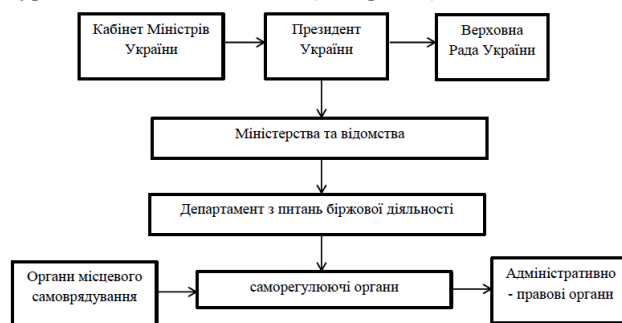 Кабінет Міністрів
України
Президент
України
Верховна
Рада України
Міністерства та відомства
Департамент з питань біржової діяльності
Органи місцевого
самоврядування
саморегулюючі органи
Адміністративно
- правові органи